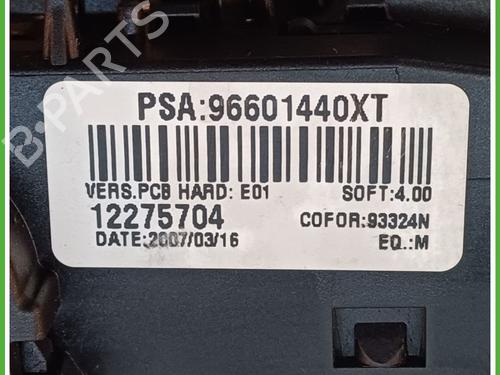 B-PARTS
PSA:96601440XT
VERS.PCB HARD: E01 SOFT:4.00
12275704 COFOR:93324N
DATE:2007/03/16 EQ.:M